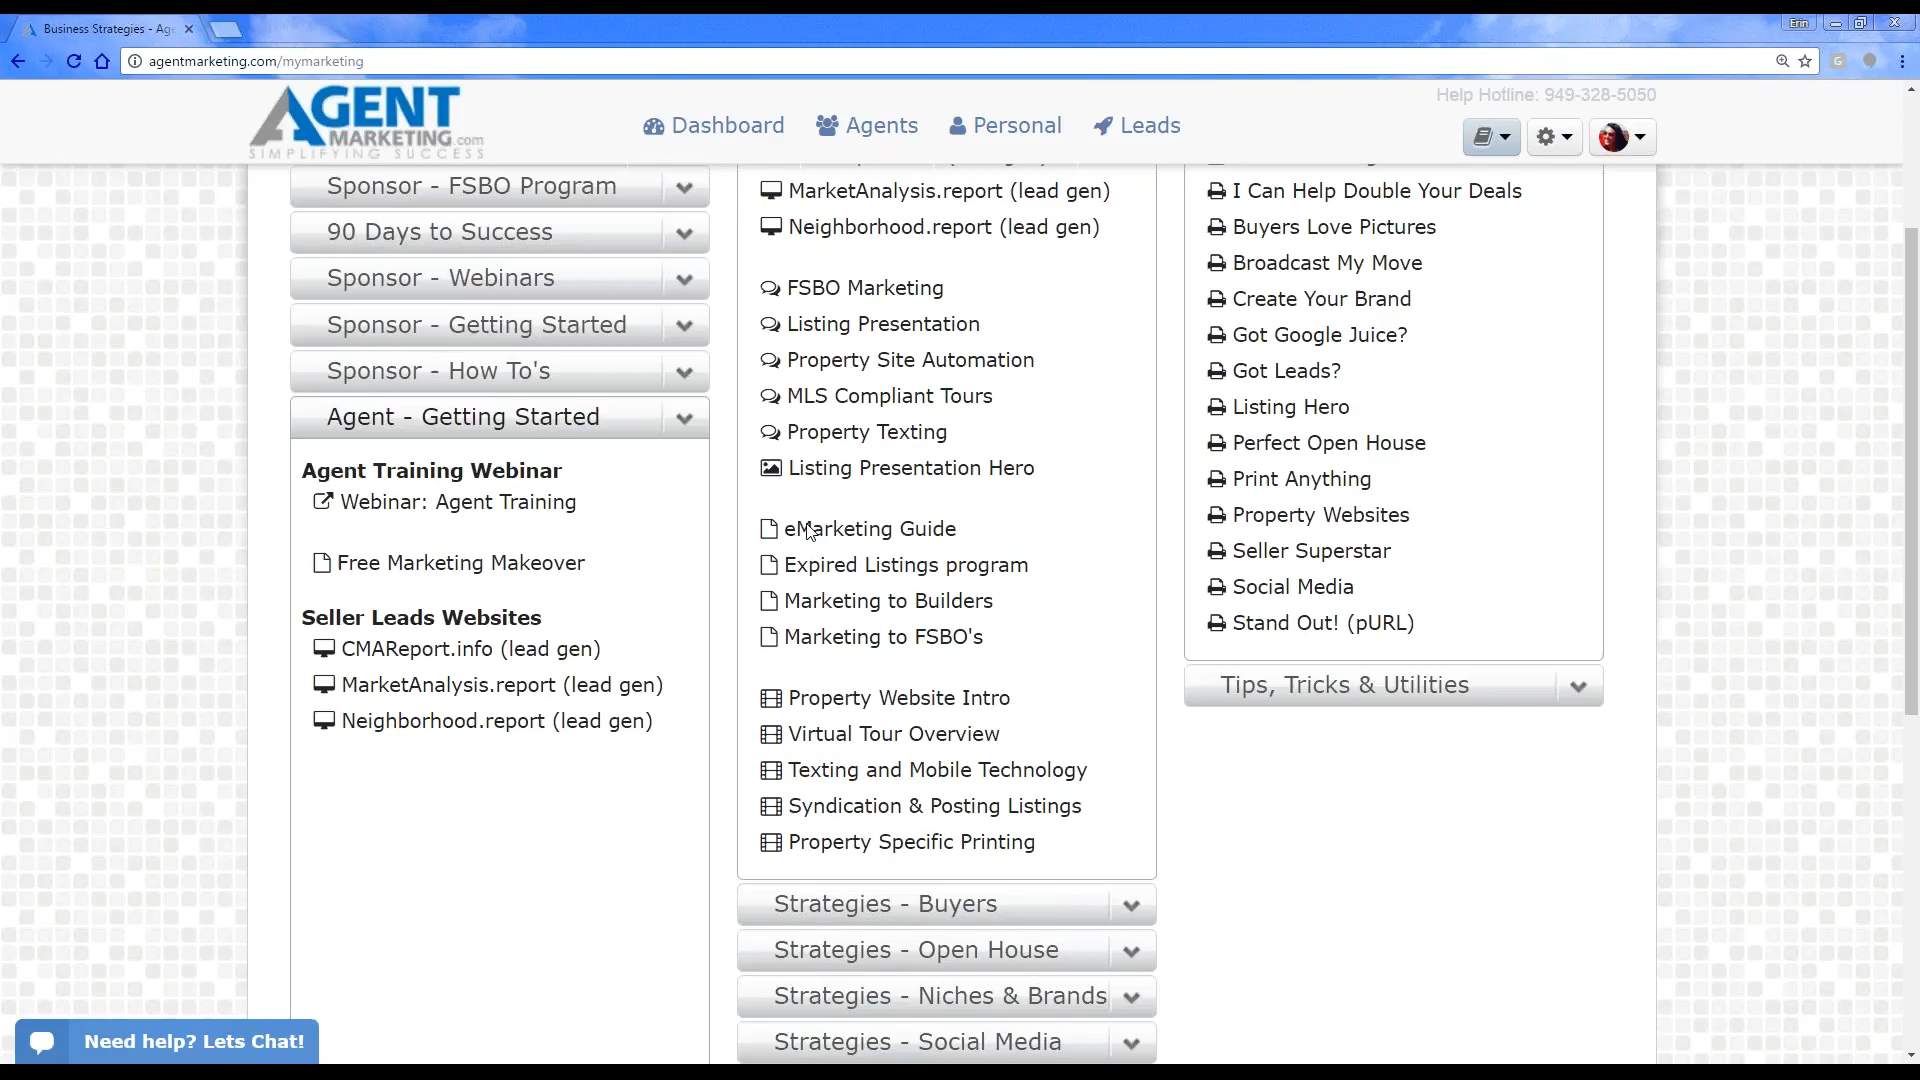 Business Strategies - Age
Erin
agentmarketing.com/mymarketing
AGENT
MARKETING.com
SIMPLIFYING SUCCESS
Dashboard
Agents
Personal
Leads
Help Hotline: 949-328-5050
Sponsor - FSBO Program
90 Days to Success
Sponsor - Webinars
Sponsor - Getting Started
Sponsor - How To's
Agent - Getting Started
Agent Training Webinar
Webinar: Agent Training
Free Marketing Makeover
Seller Leads Websites
CMAReport.info (lead gen)
MarketAnalysis.report (lead gen)
Neighborhood.report (lead gen)
MarketAnalysis.report (lead gen)
Neighborhood.report (lead gen)
FSBO Marketing
Listing Presentation
Property Site Automation
MLS Compliant Tours
Property Texting
Listing Presentation Hero
eMarketing Guide
Expired Listings program
Marketing to Builders
Marketing to FSBO's
Property Website Intro
Virtual Tour Overview
Texting and Mobile Technology
Syndication & Posting Listings
Property Specific Printing
Strategies - Buyers
Strategies - Open House
Strategies - Niches & Brands
Strategies - Social Media
I Can Help Double Your Deals
Buyers Love Pictures
Broadcast My Move
Create Your Brand
Got Google Juice?
Got Leads?
Listing Hero
Perfect Open House
Print Anything
Property Websites
Seller Superstar
Social Media
Stand Out! (pURL)
Tips, Tricks & Utilities
Need help? Lets Chat!